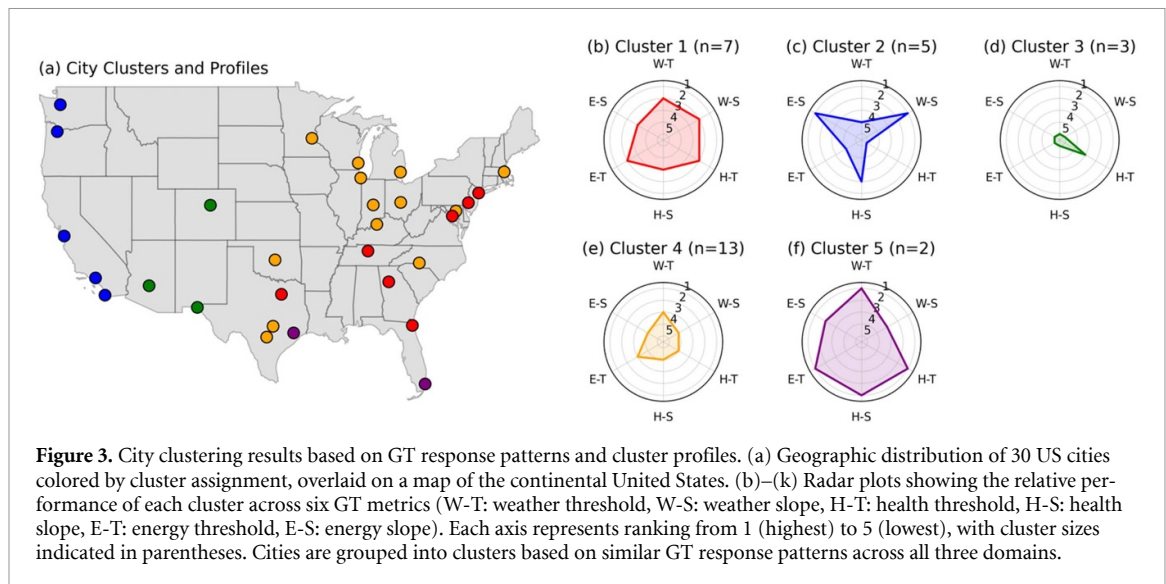 (a) City Clusters and Profiles
(b) Cluster 1 (n=7)
W-T
1
E-S
2
W-S
3
4
5
E-T
H-T
H-S
(c) Cluster 2 (n=5)
W-T
1
E-S
2
W-S
3
4
5
E-T
H-T
H-S
(d) Cluster 3 (n=3)
W-T
1
E-S
2
W-S
3
4
5
E-T
H-T
H-S
(e) Cluster 4 (n=13)
W-T
1
E-S
2
W-S
3
4
5
E-T
H-T
H-S
(f) Cluster 5 (n=2)
W-T
1
E-S
2
W-S
3
4
5
E-T
H-T
H-S
Figure 3. City clustering results based on GT response patterns and cluster profiles. (a) Geographic distribution of 30 US cities
colored by cluster assignment, overlaid on a map of the continental United States. (b)–(k) Radar plots showing the relative per-
formance of each cluster across six GT metrics (W-T: weather threshold, W-S: weather slope, H-T: health threshold, H-S: health
slope, E-T: energy threshold, E-S: energy slope). Each axis represents ranking from 1 (highest) to 5 (lowest), with cluster sizes
indicated in parentheses. Cities are grouped into clusters based on similar GT response patterns across all three domains.